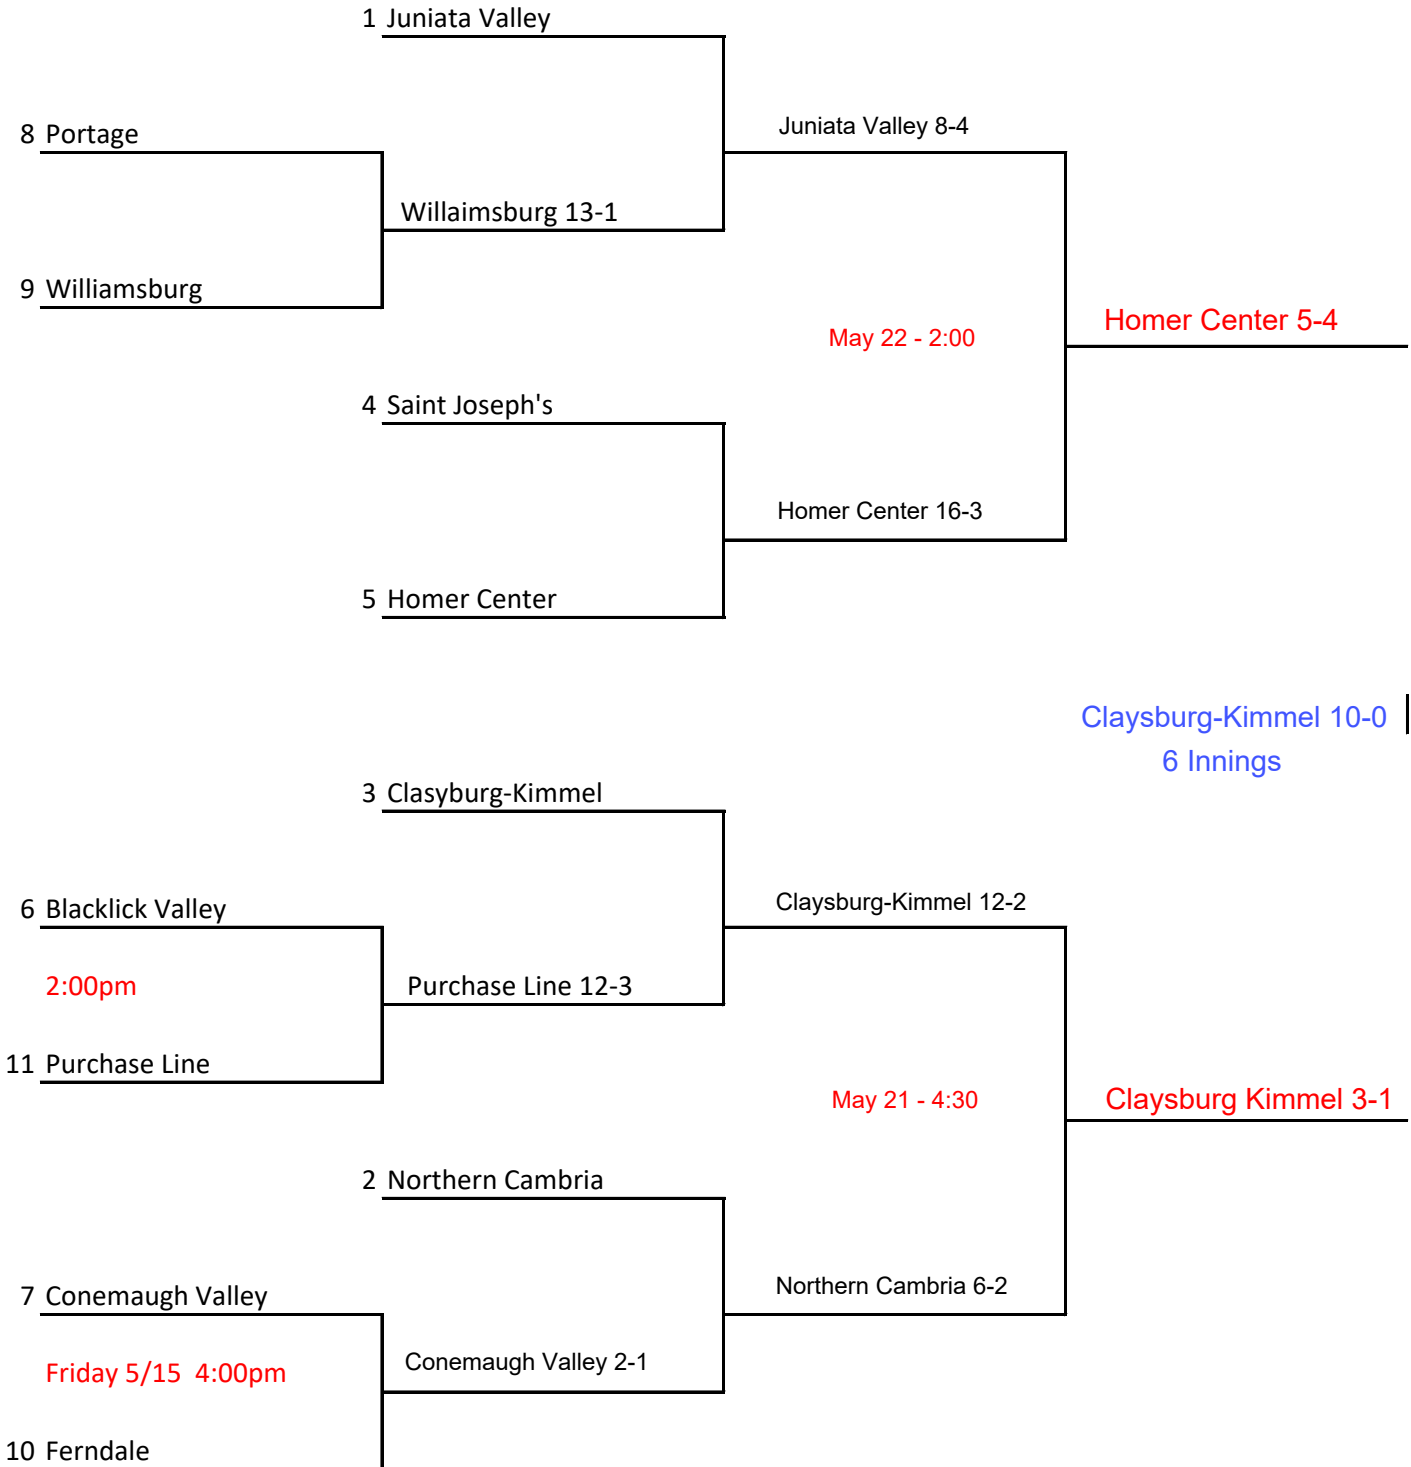 1 Juniata Valley
8 Portage
Juniata Valley 8-4
Willaimsburg 13-1
9 Williamsburg
Homer Center 5-4
May 22 - 2:00
4 Saint Joseph's
Homer Center 16-3
5 Homer Center
Claysburg-Kimmel 10-0
6 Innings
3 Clasyburg-Kimmel
6 Blacklick Valley
Claysburg-Kimmel 12-2
2:00pm
Purchase Line 12-3
11 Purchase Line
May 21 - 4:30
Claysburg Kimmel 3-1
2 Northern Cambria
7 Conemaugh Valley
Northern Cambria 6-2
Friday 5/15 4:00pm
Conemaugh Valley 2-1
10 Ferndale